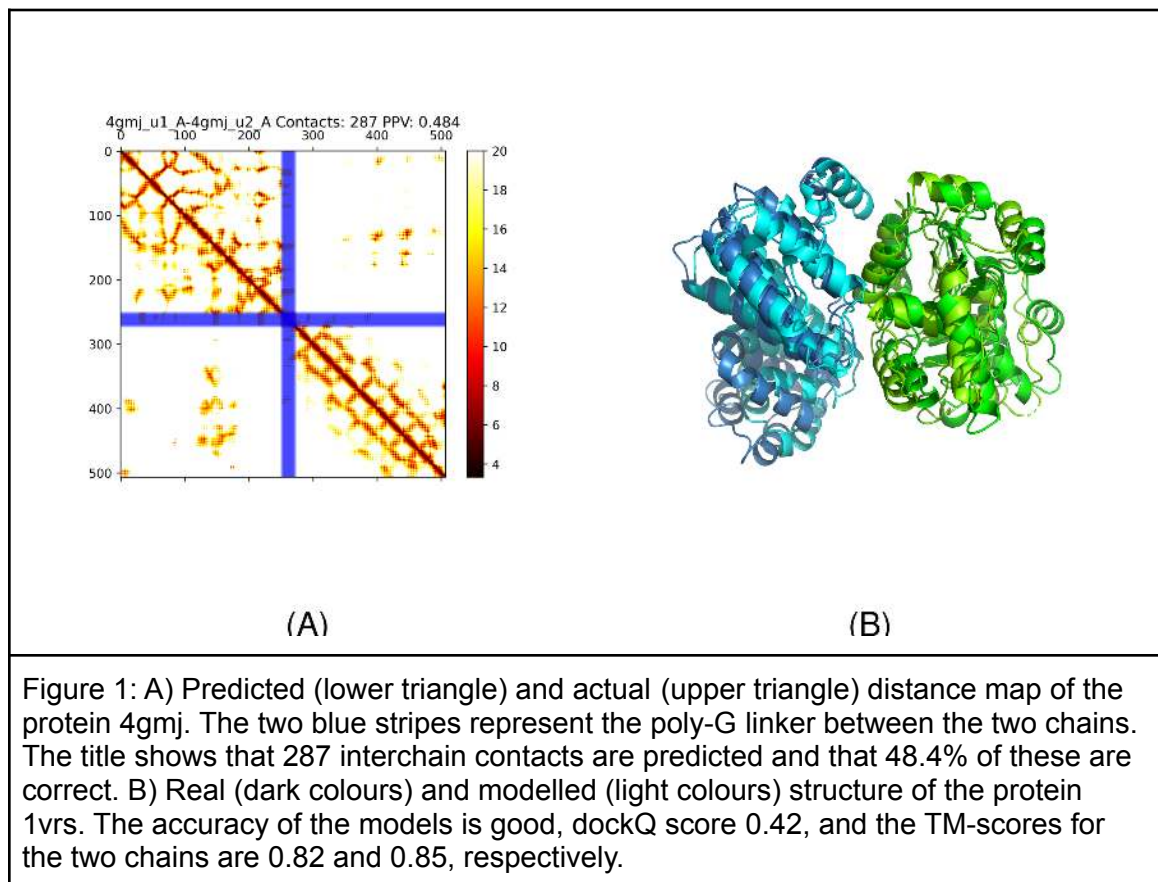 4gmj_u1_A-4gmj_u2_A Contacts: 287 PPV: 0.484
0 100 200 300 400 500
0
100
200
300
400
500
20
18
16
14
12
10
8
6
4
(A)
(B)
Figure 1: A) Predicted (lower triangle) and actual (upper triangle) distance map of the
protein 4gmj. The two blue stripes represent the poly-G linker between the two chains.
The title shows that 287 interchain contacts are predicted and that 48.4% of these are
correct. B) Real (dark colours) and modelled (light colours) structure of the protein
1vrs. The accuracy of the models is good, dockQ score 0.42, and the TM-scores for
the two chains are 0.82 and 0.85, respectively.